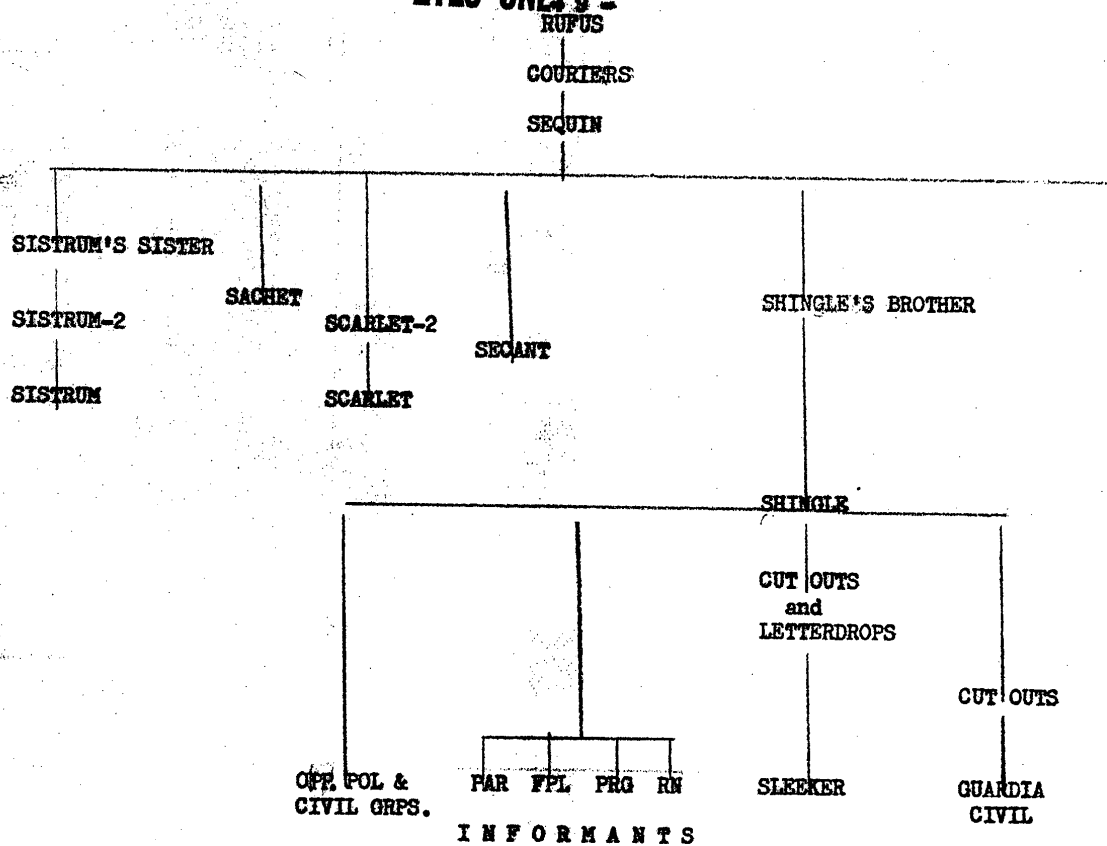 RUFUS
COURIERS
SEQUIN
SISTRUM'S SISTER
SACHET
SHINGLE'S BROTHER
SISTRUM-2
SCARLET-2
SECANT
SISTRUM
SCARLET
SHINGLE
CUT OUTS
and
LETTERDROPS
CUT OUTS
OPP. POL &
CIVIL GRPS.
PAR FPL PRG RN
SLEEKER
GUARDIA
CIVIL
INFORMANTS